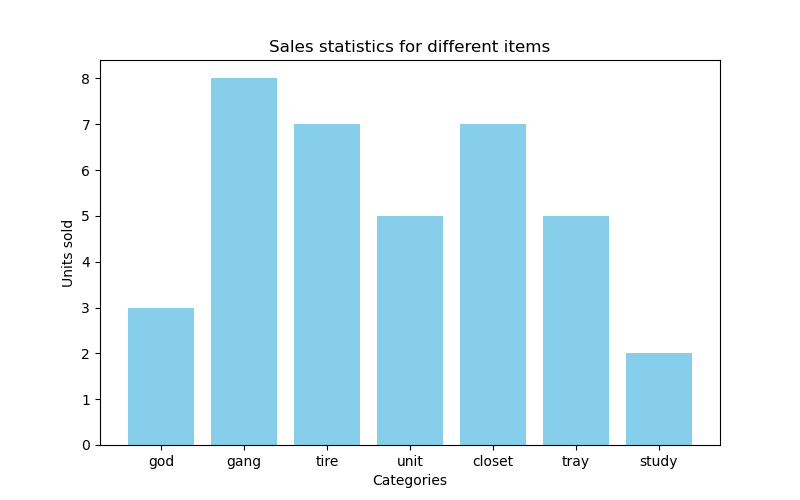 Sales statistics for different items
Units sold
8
7
6
5
4
3
2
1
0
god gang tire unit closet tray study
Categories